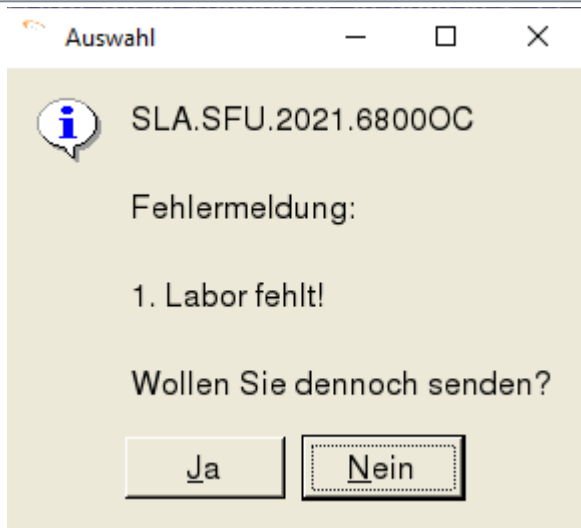 Auswahl
SLA.SFU.2021.6800OC
Fehlermeldung:
1. Labor fehlt!
Wollen Sie dennoch senden?
Ja
Nein